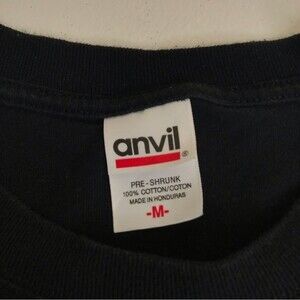 anvil®
PRE-SHRUNK
100% COTTON/COTON
MADE IN HONDURAS
-M-